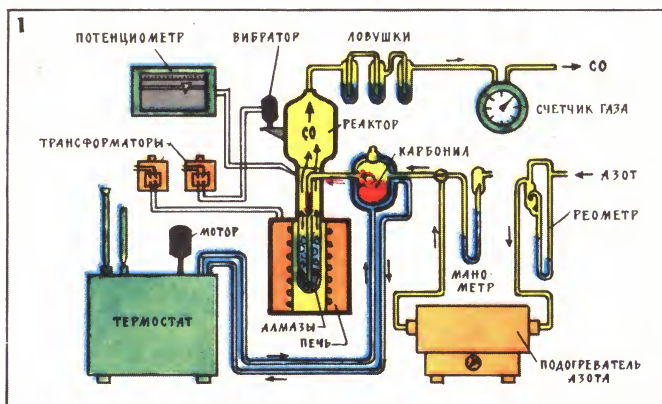 1
ПОТЕНЦИОМЕТР
ВИБРАТОР
ЛОВУШКИ
СО
СЧЕТЧИК ГАЗА
СО
РЕАКТОР
ТРАНСФОРМАТОРЫ
КАРБОНИЛ
АЗОТ
РЕОМЕТР
МОТОР
МАНО-
МЕТР
ТЕРМОСТАТ
АЛМАЗЫ
ПЕЧЬ
ПОДОГРЕВАТЕЛЬ
АЗОТА